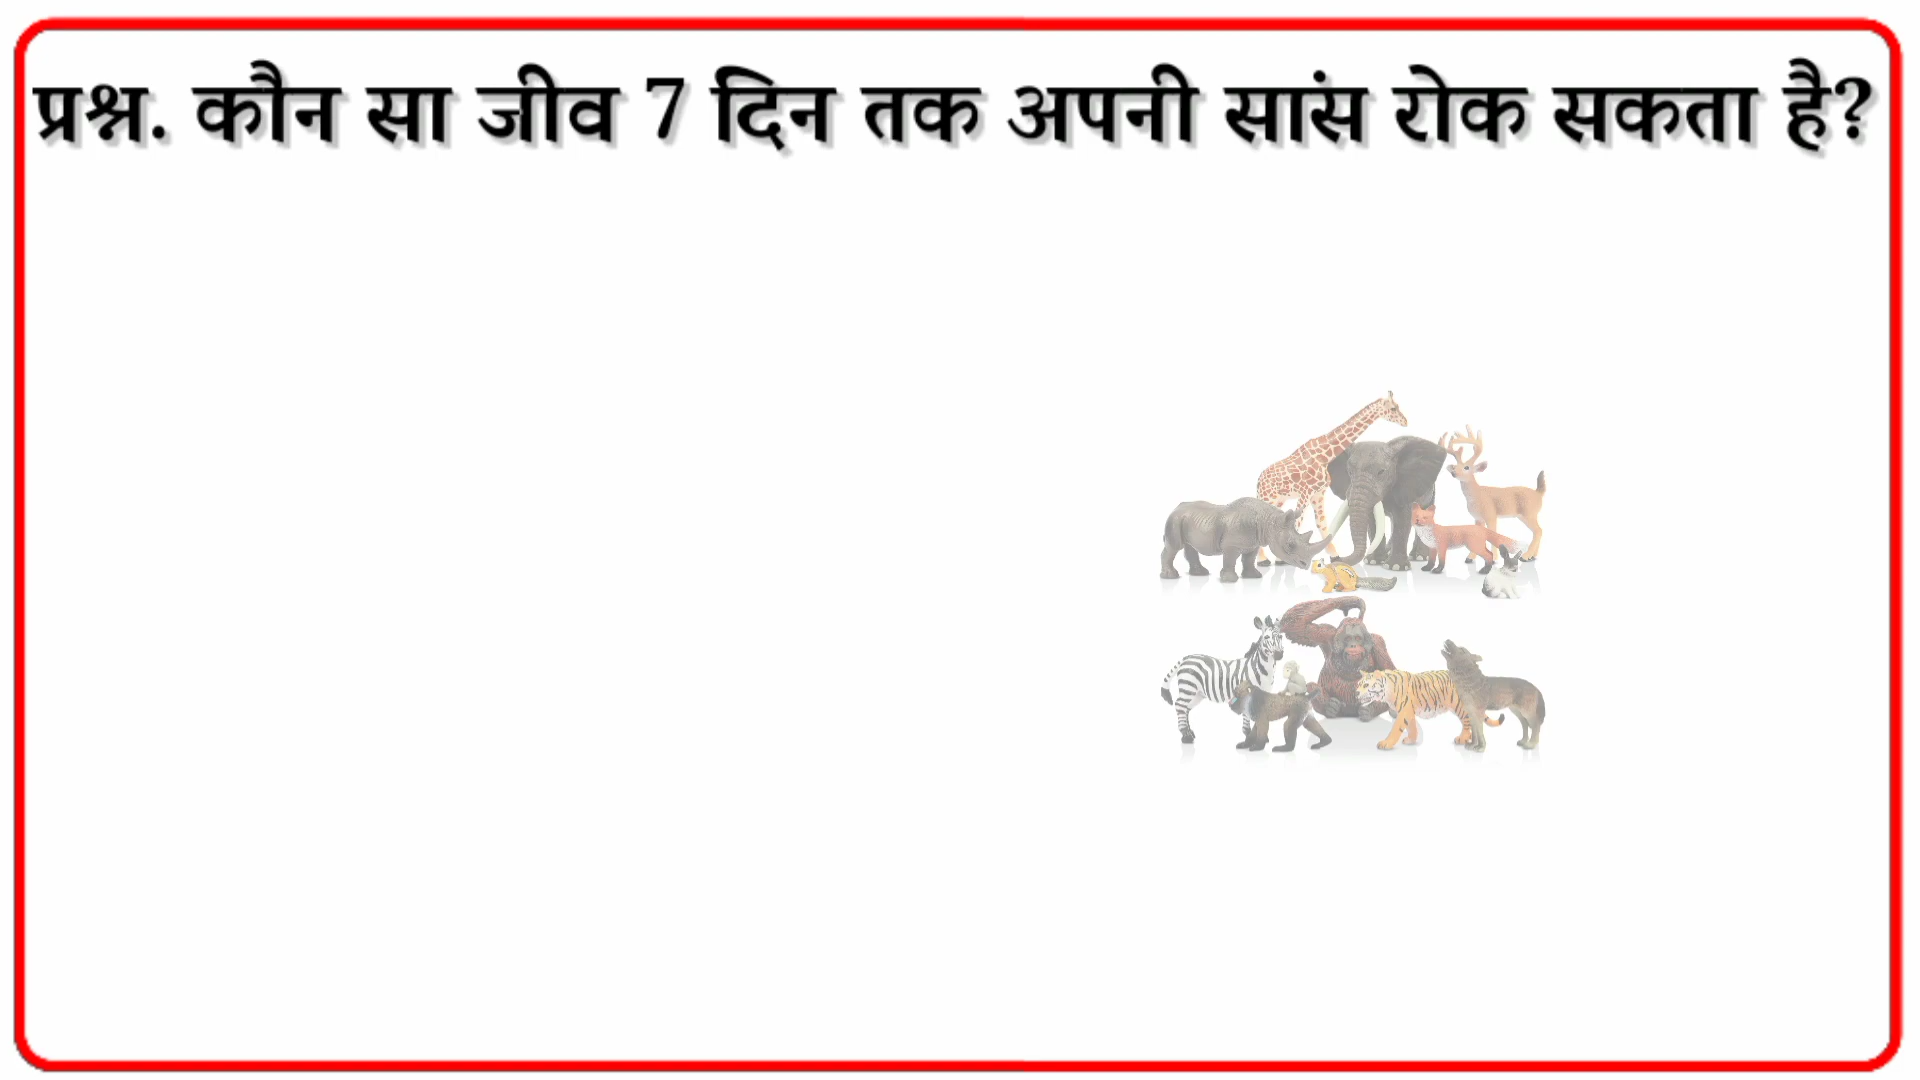 प्रश्न. कौन सा जीव 7 दिन तक अपनी सांस रोक सकता है?